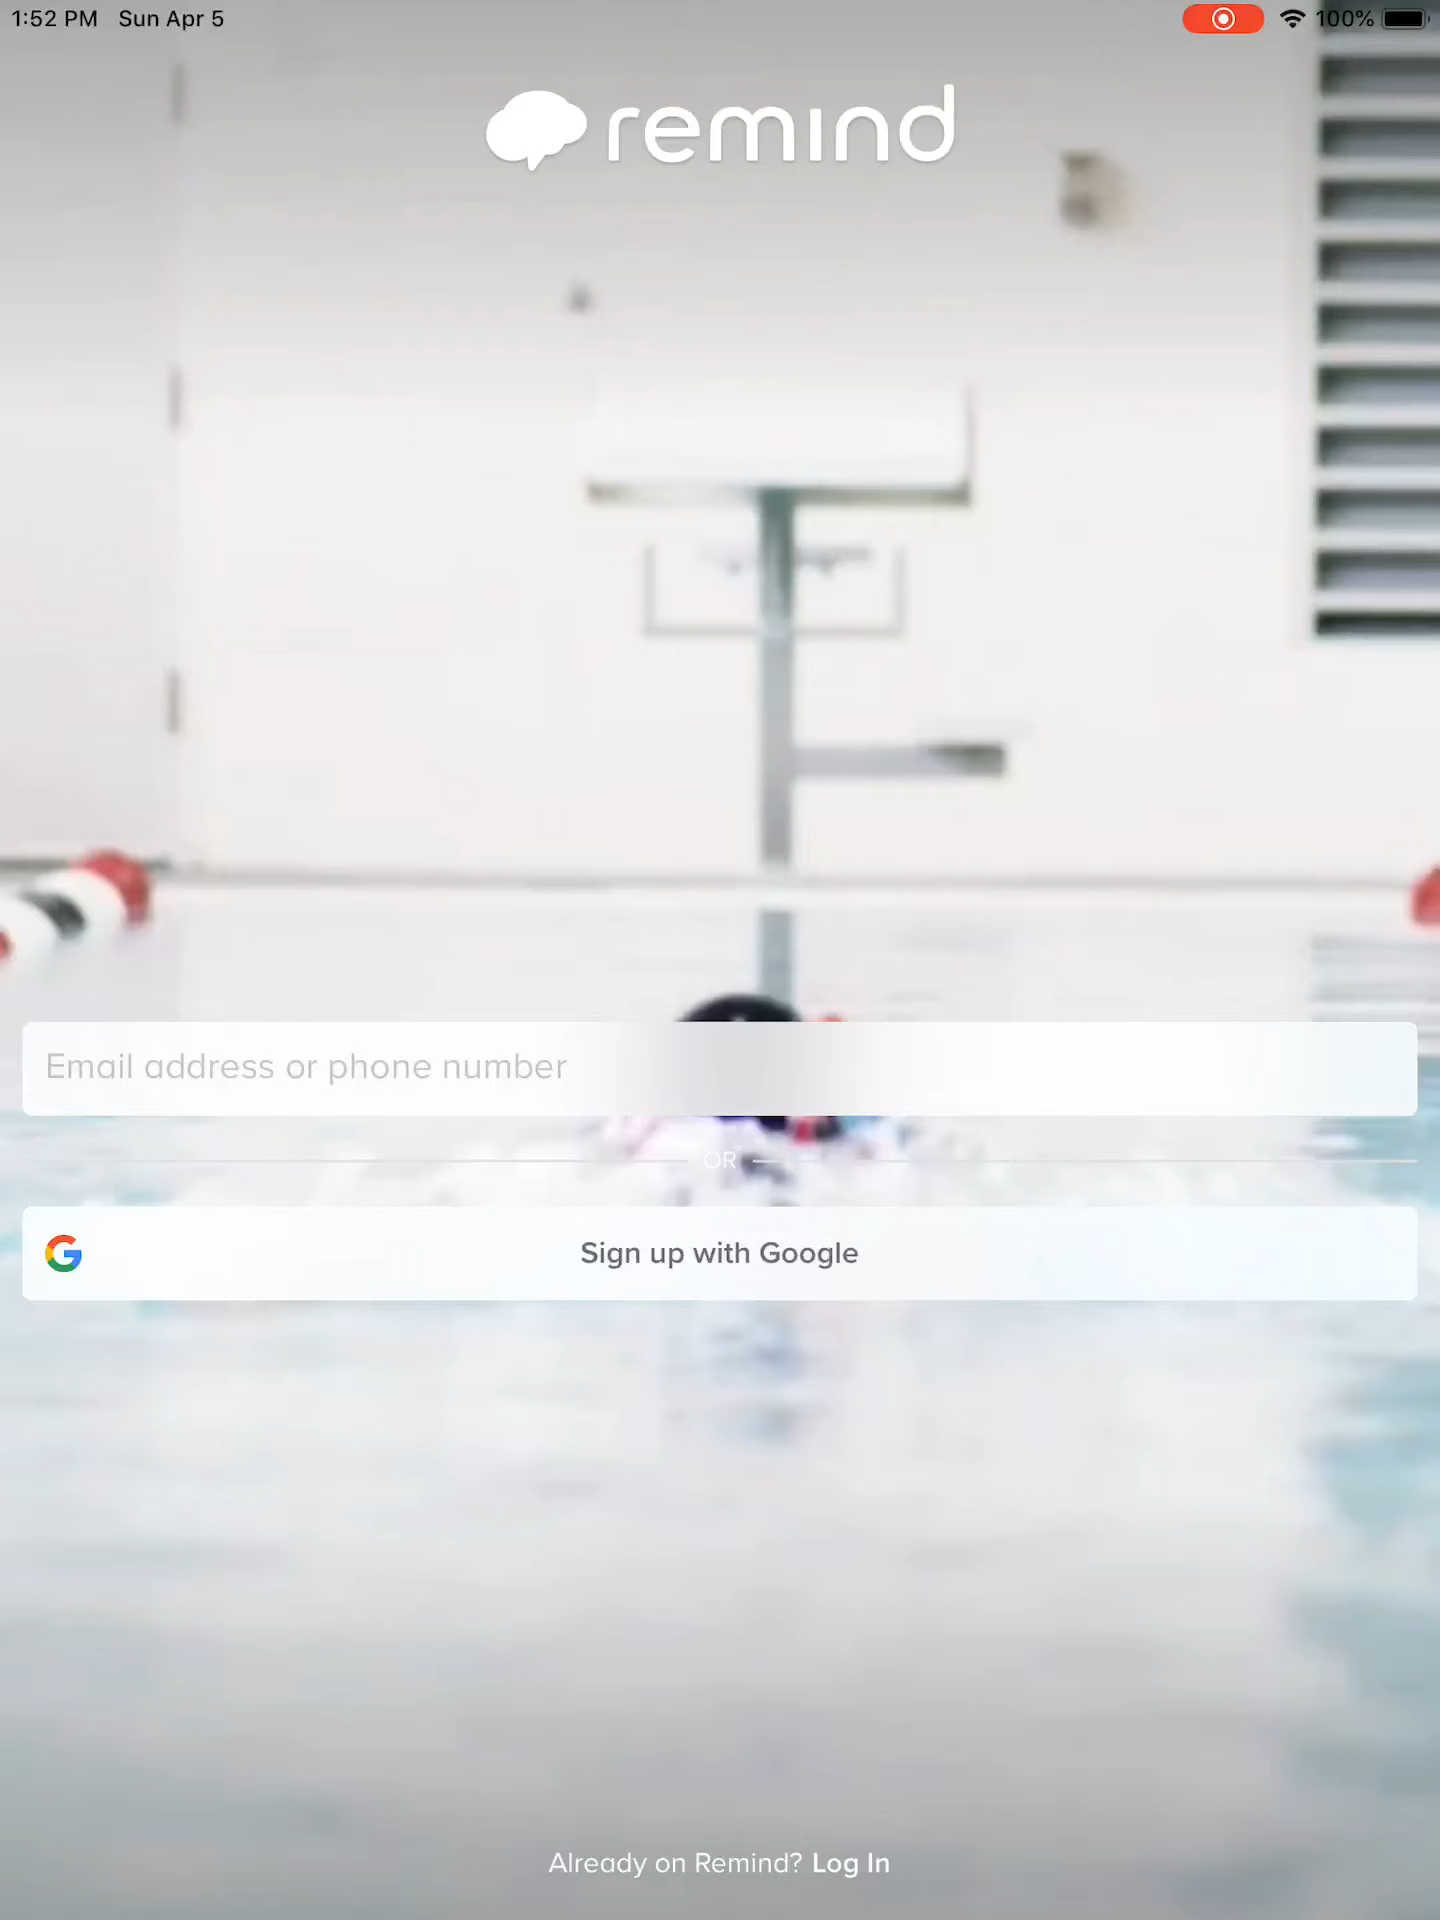 1:52 PM Sun Apr 5
100%
remind
Email address or phone number
OR
Sign up with Google
Already on Remind? Log In